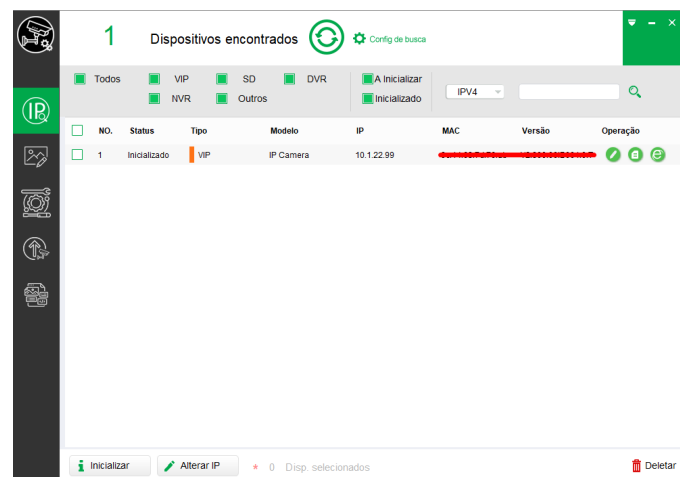 1 Dispositivos encontrados Config de busca
Todos VIP SD DVR A Inicializar
NVR Outros Inicializado
IPV4
IP
NO. Status Tipo Modelo IP MAC Versão Operação
1 Inicializado VIP IP Camera 10.1.22.99
Inicializar Alterar IP * 0 Disp. selecionados Deletar